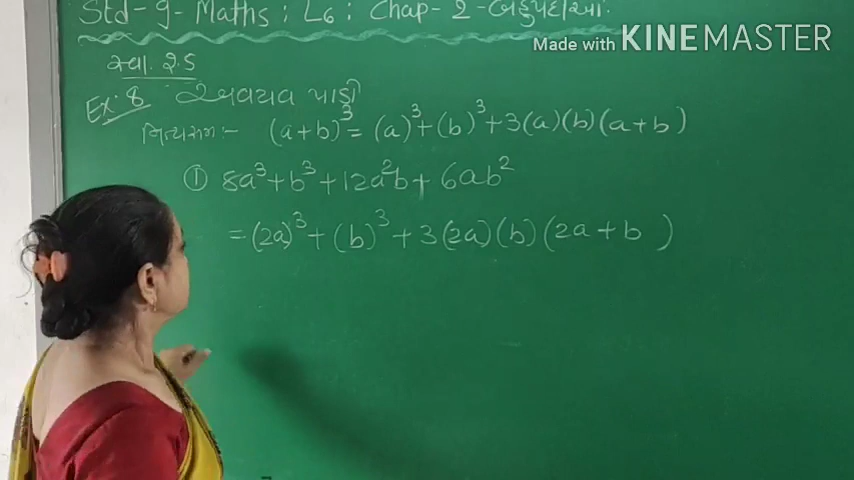 Std - 9 - Maths : L6 : Chap - 2 - બહુપદીઓ.
Made with KINEMASTER
સ્વા. ૨.5
Ex: 8 અવયવ પાડો
નિત્યસમ :- (a+b)³ = (a)³ + (b)³ + 3(a)(b)(a+b)
① 8a³ + b³ + 12a²b + 6ab²
= (2a)³ + (b)³ + 3(2a)(b)(2a + b )